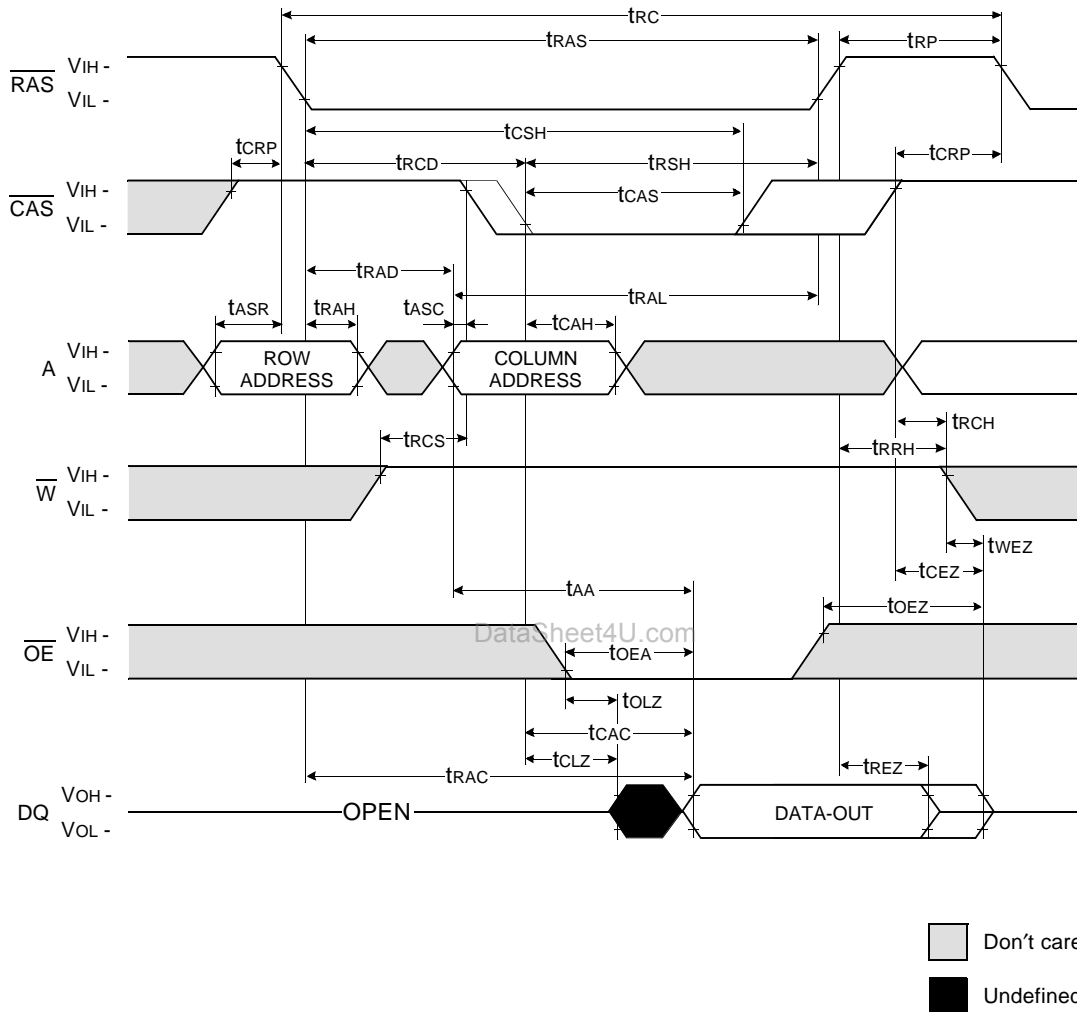 tRC
tRAS
tRP
RAS
VIH -
VIL -
tCSH
tCRP
tRCD
tRSH
tCRP
CAS
VIH -
VIL -
tCAS
tRAD
tRAL
tASR
tRAH
tASC
tCAH
A
VIH -
VIL -
ROW
ADDRESS
COLUMN
ADDRESS
tRCS
tRCH
tRRH
W
VIH -
VIL -
tWEZ
tCEZ
tAA
tOEZ
OE
VIH -
VIL -
DataSheet4U.com
tOEA
tOLZ
tCAC
tCLZ
tRAC
tREZ
DQ
VOH -
VOL -
OPEN
DATA-OUT
Don′t care
Undefined